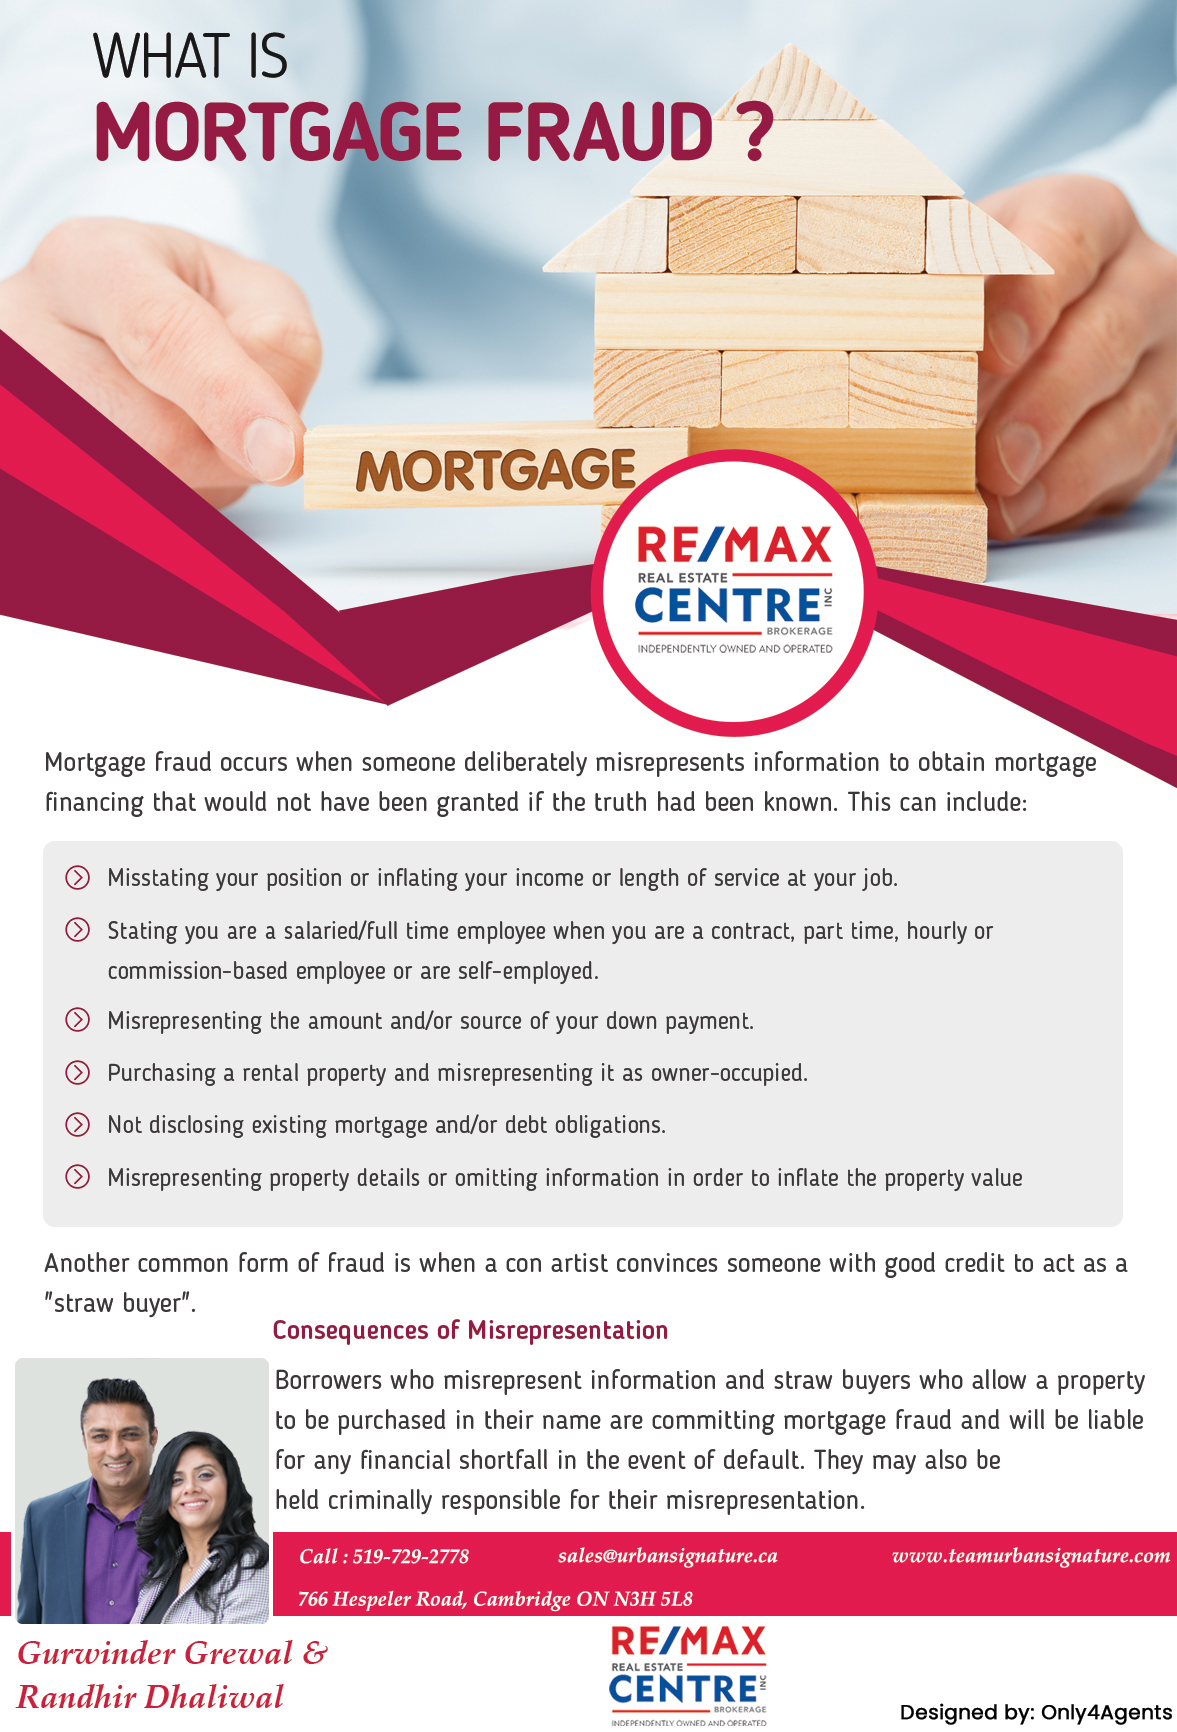 WHAT IS
MORTGAGE FRAUD ?
MORTGAGE
RE/MAX
REAL ESTATE
CENTRE INC
BROKERAGE
INDEPENDENTLY OWNED AND OPERATED
Mortgage fraud occurs when someone deliberately misrepresents information to obtain mortgage
financing that would not have been granted if the truth had been known. This can include:
Misstating your position or inflating your income or length of service at your job.
Stating you are a salaried/full time employee when you are a contract, part time, hourly or
commission-based employee or are self-employed.
Misrepresenting the amount and/or source of your down payment.
Purchasing a rental property and misrepresenting it as owner-occupied.
Not disclosing existing mortgage and/or debt obligations.
Misrepresenting property details or omitting information in order to inflate the property value
Another common form of fraud is when a con artist convinces someone with good credit to act as a
"straw buyer".
Consequences of Misrepresentation
Borrowers who misrepresent information and straw buyers who allow a property
to be purchased in their name are committing mortgage fraud and will be liable
for any financial shortfall in the event of default. They may also be
held criminally responsible for their misrepresentation.
Call : 519-729-2778 sales@urbansignature.ca www.teamurbansignature.com
766 Hespeler Road, Cambridge ON N3H 5L8
Gurwinder Grewal &
Randhir Dhaliwal
RE/MAX
REAL ESTATE
CENTRE INC
BROKERAGE
INDEPENDENTLY OWNED AND OPERATED
Designed by: Only4Agents